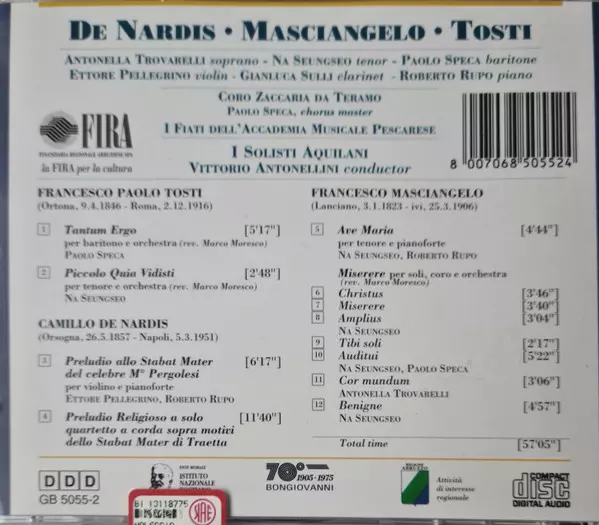 DE NARDIS • MASCIANGELO • TOSTI
ANTONELLA TROVARELLI soprano - NA SEUNGSEO tenor - PAOLO SPECA baritone
ETTORE PELLEGRINO violin - GIANLUCA SULLI clarinet - ROBERTO RUPO piano
CORO ZACCARIA DA TERAMO
PAOLO SPECA, chorus master
I FIATI DELL'ACCADEMIA MUSICALE PESCARESE
I SOLISTI AQUILANI
VITTORIO ANTONELLINI conductor
FIRA
FINANZIARIA REGIONALE ABRUZZESE SPA
la FIRA per la cultura
8 007068 505524
FRANCESCO PAOLO TOSTI
(Ortona, 9.4.1846 - Roma, 2.12.1916)
1 Tantum Ergo [5'17"]
per baritono e orchestra (rev. Marco Moresco)
PAOLO SPECA
2 Piccolo Quia Vidisti [2'48"]
per tenore e orchestra (rev. Marco Moresco)
NA SEUNGSEO
CAMILLO DE NARDIS
(Orsogna, 26.5.1857 - Napoli, 5.3.1951)
3 Preludio allo Stabat Mater [6'17"]
del celebre M° Pergolesi
per violino e pianoforte
ETTORE PELLEGRINO, ROBERTO RUPO
4 Preludio Religioso a solo [11'40"]
quartetto a corda sopra motivi
dello Stabat Mater di Traetta
FRANCESCO MASCIANGELO
(Lanciano, 3.1.1823 - ivi, 25.3.1906)
5 Ave Maria [4'44"]
per tenore e pianoforte
NA SEUNGSEO, ROBERTO RUPO
Miserere per soli, coro e orchestra
(rev. Marco Moresco)
6 Christus [3'46"]
7 Miserere [3'40"]
8 Amplius [3'04"]
NA SEUNGSEO
9 Tibi soli [2'17"]
10 Auditui [5'22"]
NA SEUNGSEO, PAOLO SPECA
11 Cor mundum [3'06"]
ANTONELLA TROVARELLI
12 Benigne [4'57"]
NA SEUNGSEO
Total time [57'05"]
D D D
GB 5055-2
ENTE MORALE
ISTITUTO
NAZIONALE
70° 1905-1975
BONGIOVANNI
REGIONE
ABRUZZO
Attività
di interesse
regionale
COMPACT
disc
DIGITAL AUDIO
BI 13118775